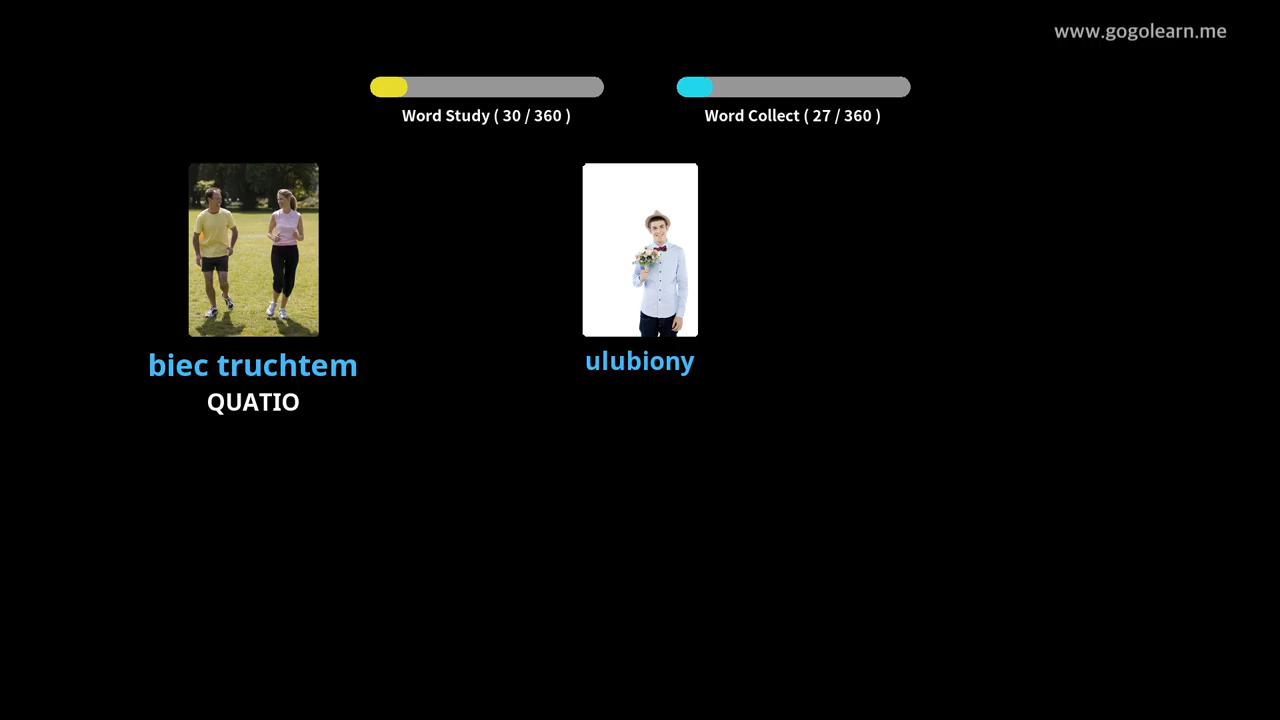 www.gogolearn.me
Word Study ( 30 / 360 )
Word Collect ( 27 / 360 )
biec truchtem
QUATIO
ulubiony